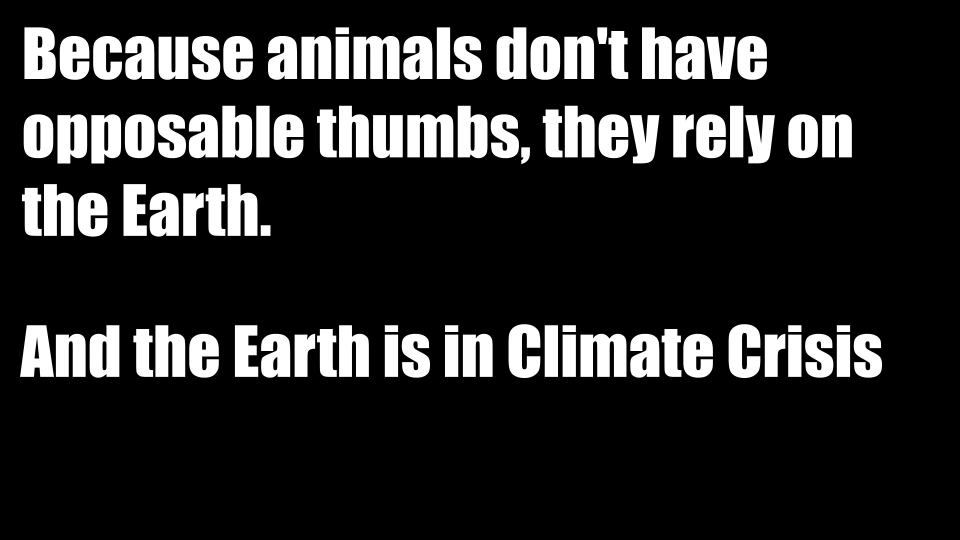 Because animals don't have
opposable thumbs, they rely on
the Earth.
And the Earth is in Climate Crisis